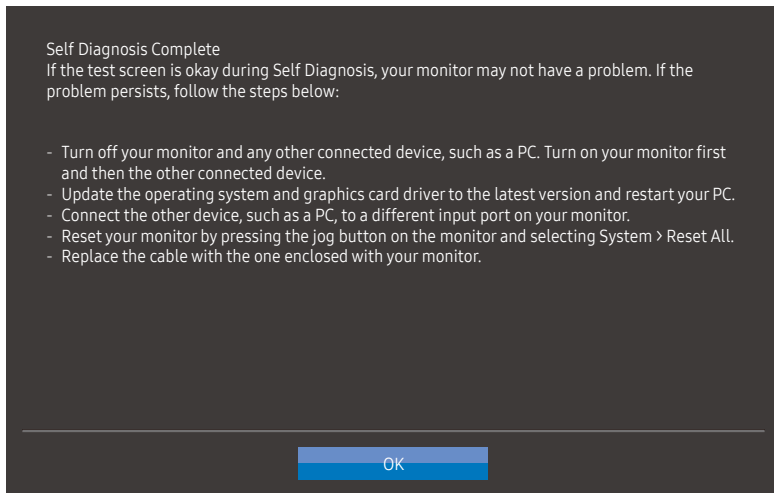 Self Diagnosis Complete
If the test screen is okay during Self Diagnosis, your monitor may not have a problem. If the
problem persists, follow the steps below:
- Turn off your monitor and any other connected device, such as a PC. Turn on your monitor first
and then the other connected device.
- Update the operating system and graphics card driver to the latest version and restart your PC.
- Connect the other device, such as a PC, to a different input port on your monitor.
- Reset your monitor by pressing the jog button on the monitor and selecting System > Reset All.
- Replace the cable with the one enclosed with your monitor.
OK